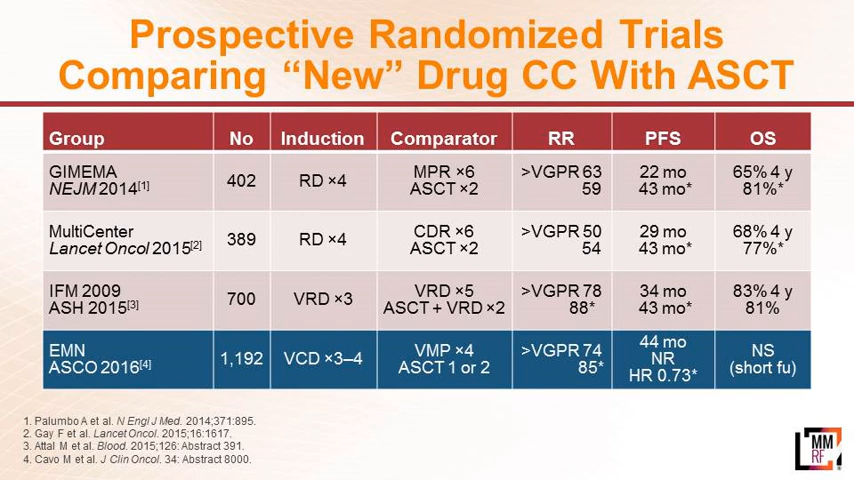 Prospective Randomized Trials
Comparing “New” Drug CC With ASCT
Group No Induction Comparator RR PFS OS
GIMEMA
NEJM 2014[1]
402
RD ×4
MPR ×6
ASCT ×2
>VGPR 63
59
22 mo
43 mo*
65% 4 y
81%*
MultiCenter
Lancet Oncol 2015[2]
389
RD ×4
CDR ×6
ASCT ×2
>VGPR 50
54
29 mo
43 mo*
68% 4 y
77%*
IFM 2009
ASH 2015[3]
700
VRD ×3
VRD ×5
ASCT + VRD ×2
>VGPR 78
88*
34 mo
43 mo*
83% 4 y
81%
EMN
ASCO 2016[4]
1,192
VCD ×3–4
VMP ×4
ASCT 1 or 2
>VGPR 74
85*
44 mo
NR
HR 0.73*
NS
(short fu)
1. Palumbo A et al. N Engl J Med. 2014;371:895.
2. Gay F et al. Lancet Oncol. 2015;16:1617.
3. Attal M et al. Blood. 2015;126: Abstract 391.
4. Cavo M et al. J Clin Oncol. 34: Abstract 8000.
MM
RF